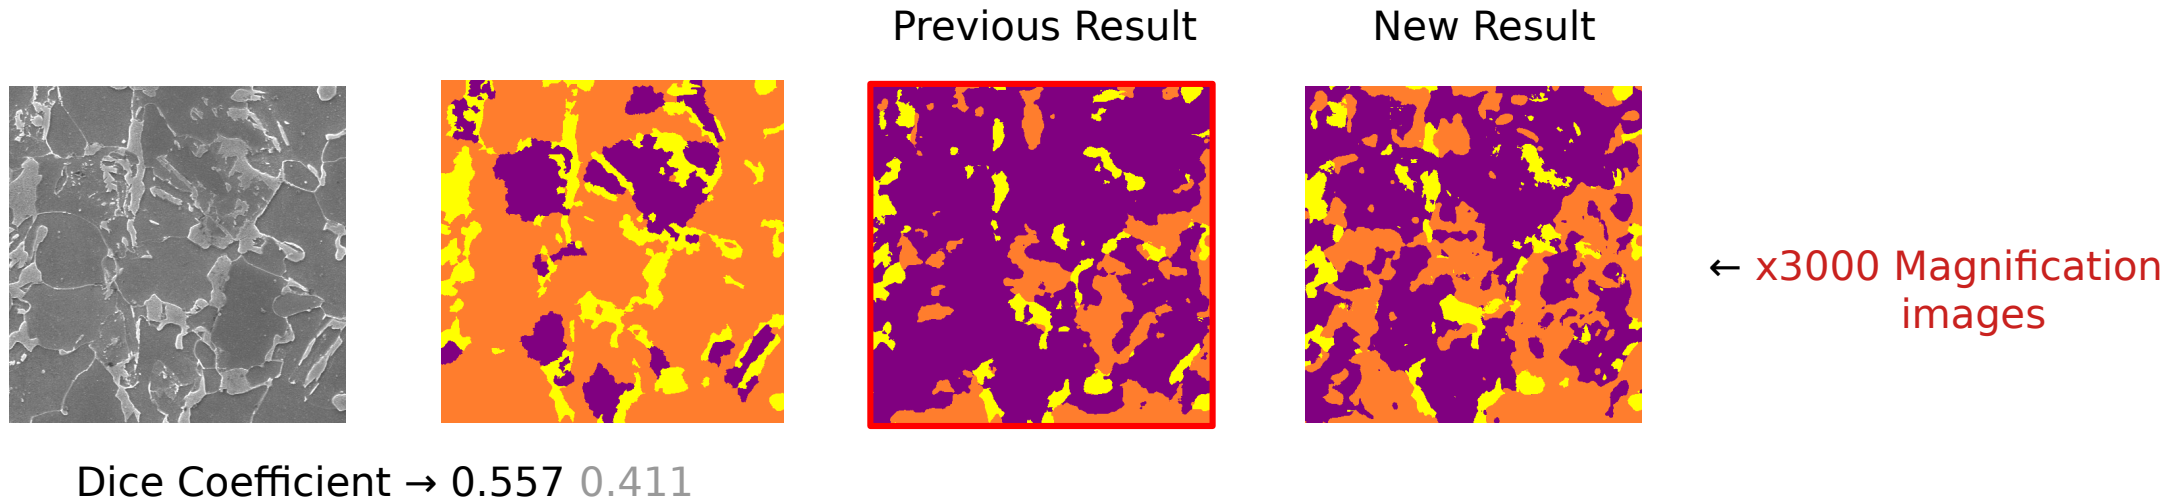 Previous Result
New Result
← x3000 Magnification
images
Dice Coefficient → 0.557 0.411